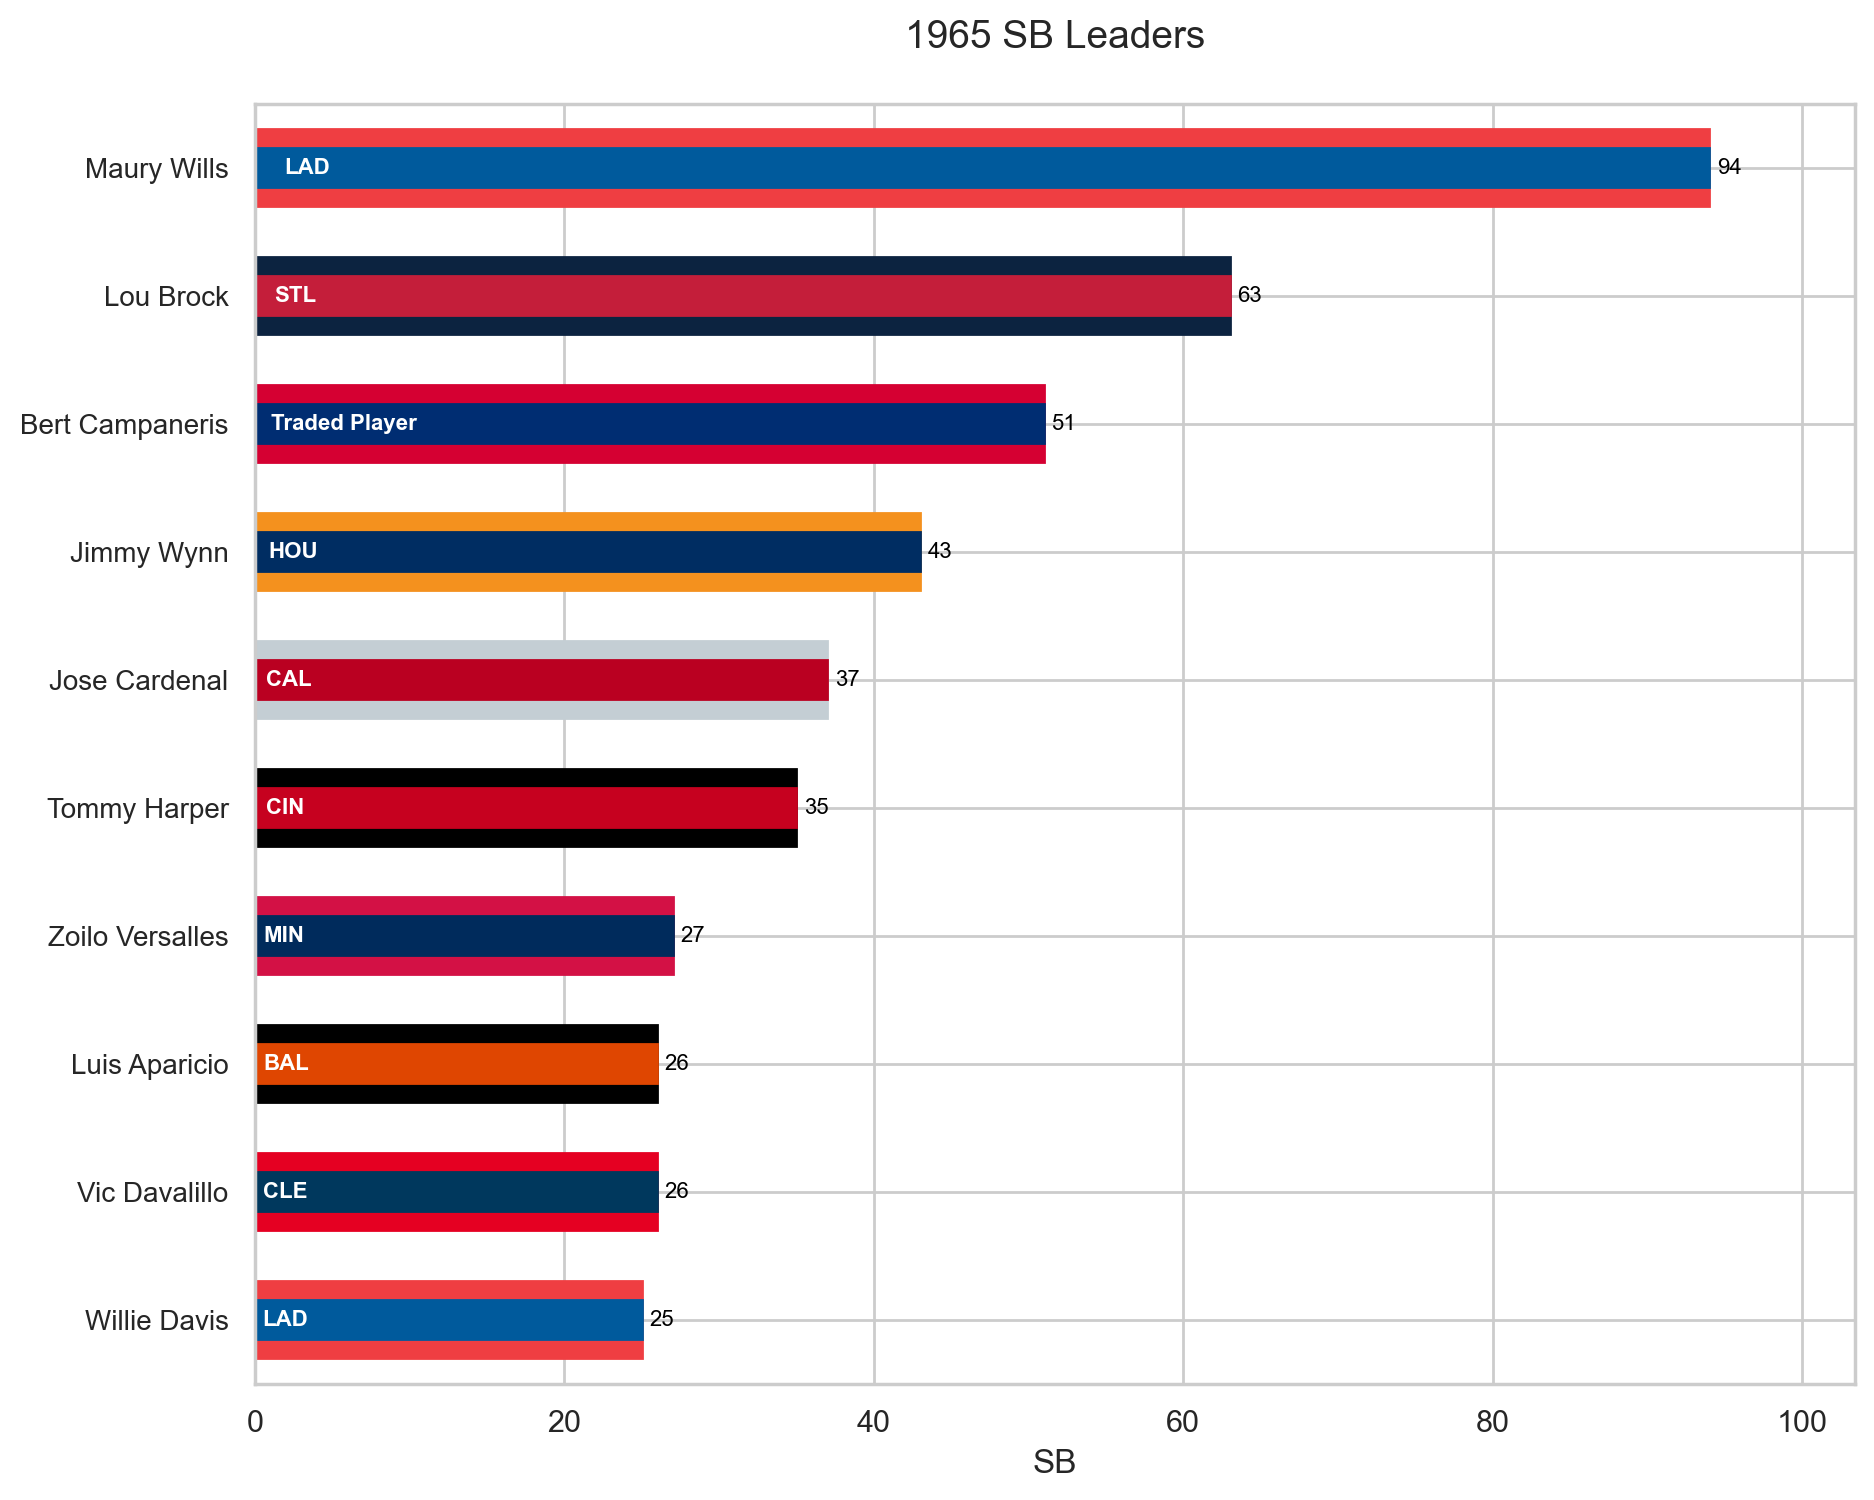 1965 SB Leaders
Maury Wills LAD 94
Lou Brock STL 63
Bert Campaneris Traded Player 51
Jimmy Wynn HOU 43
Jose Cardenal CAL 37
Tommy Harper CIN 35
Zoilo Versalles MIN 27
Luis Aparicio BAL 26
Vic Davalillo CLE 26
Willie Davis LAD 25
0 20 40 60 80 100
SB